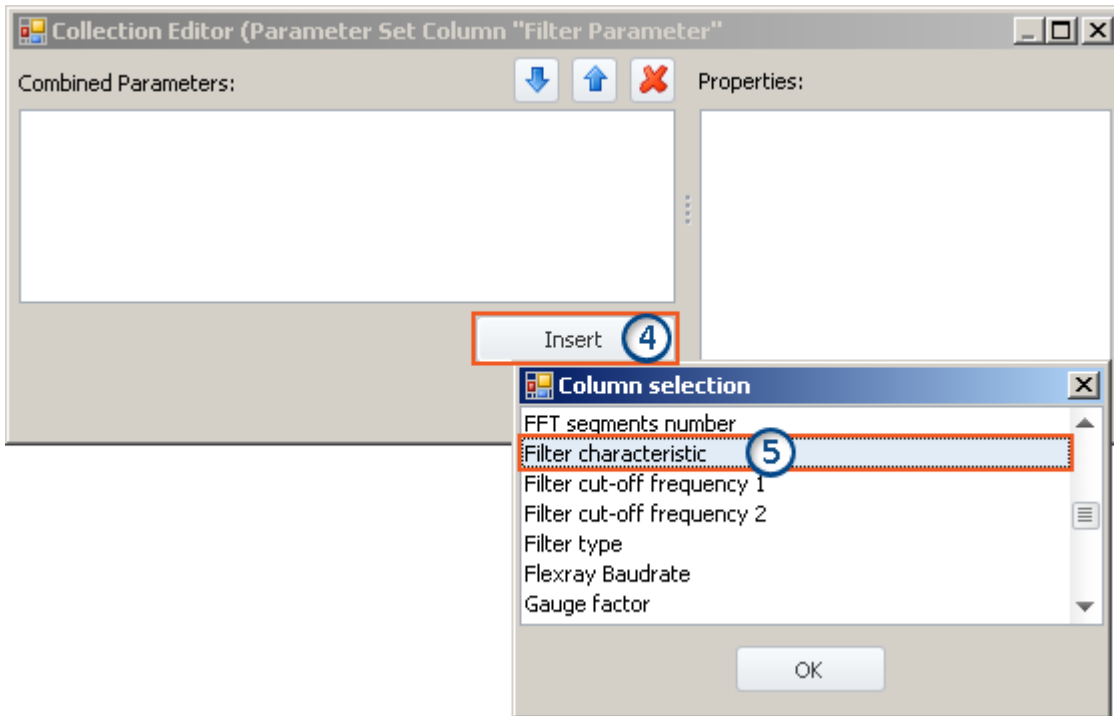 Collection Editor (Parameter Set Column "Filter Parameter"
Combined Parameters:
Properties:
Insert 4
Column selection
FFT segments number
Filter characteristic 5
Filter cut-off frequency 1
Filter cut-off frequency 2
Filter type
Flexray Baudrate
Gauge factor
OK